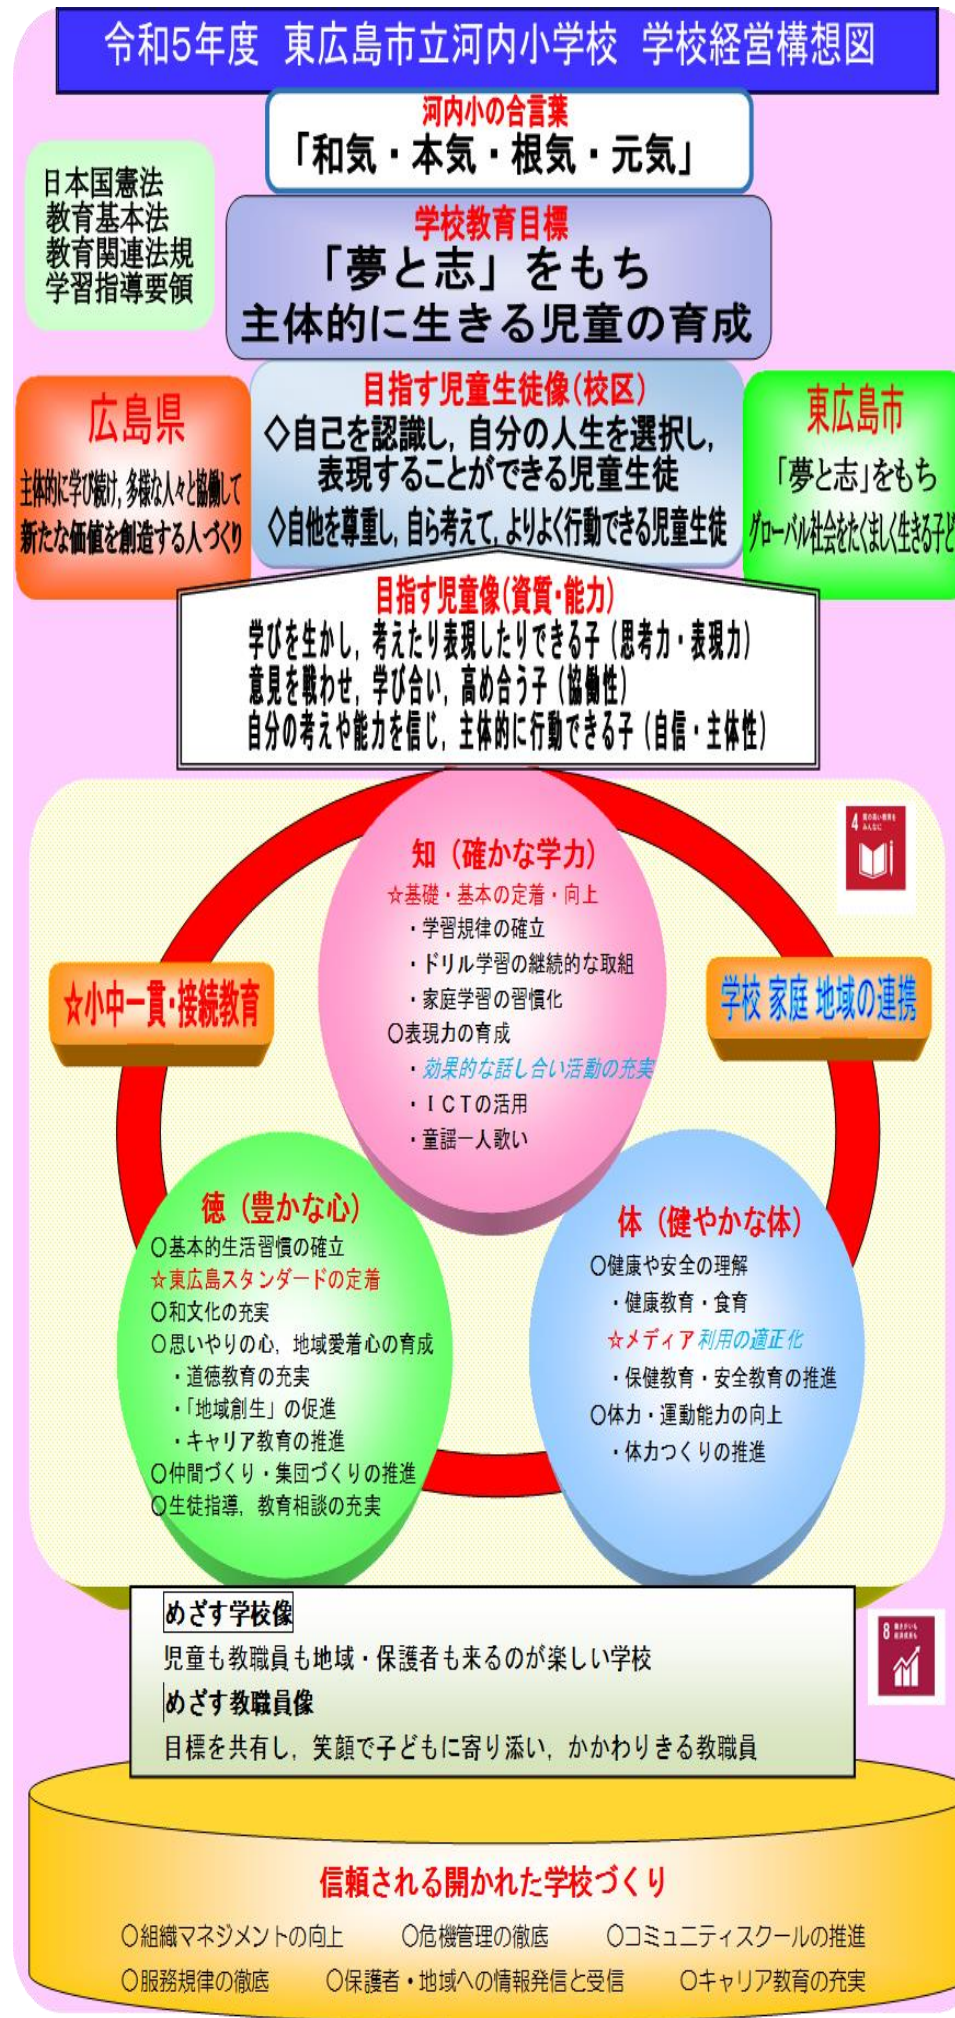 令和5年度 東広島市立河内小学校 学校経営構想図
河内小の合言葉
「和気・本気・根気・元気」
日本国憲法
教育基本法
教育関連法規
学習指導要領
学校教育目標
「夢と志」をもち
主体的に生きる児童の育成
広島県
主体的に学び続け,多様な人々と協働して
新たな価値を創造する人づくり
目指す児童生徒像(校区)
◇自己を認識し,自分の人生を選択し,
表現することができる児童生徒
◇自他を尊重し,自ら考えて,よりよく行動できる児童生徒
東広島市
「夢と志」をもち
グローバル社会をたくましく生きる子ど
目指す児童像(資質・能力)
学びを生かし,考えたり表現したりできる子(思考力・表現力)
意見を戦わせ,学び合い,高め合う子(協働性)
自分の考えや能力を信じ,主体的に行動できる子(自信・主体性)
4 質の高い教育を
みんなに
知(確かな学力)
☆基礎・基本の定着・向上
・学習規律の確立
・ドリル学習の継続的な取組
・家庭学習の習慣化
○表現力の育成
・効果的な話し合い活動の充実
・ICTの活用
・童謡一人歌い
☆小中一貫・接続教育
学校 家庭 地域の連携
徳(豊かな心)
○基本的生活習慣の確立
☆東広島スタンダードの定着
○和文化の充実
○思いやりの心,地域愛着心の育成
・道徳教育の充実
・「地域創生」の促進
・キャリア教育の推進
○仲間づくり・集団づくりの推進
○生徒指導,教育相談の充実
体(健やかな体)
○健康や安全の理解
・健康教育・食育
☆メディア利用の適正化
・保健教育・安全教育の推進
○体力・運動能力の向上
・体力つくりの推進
めざす学校像
児童も教職員も地域・保護者も来るのが楽しい学校
めざす教職員像
目標を共有し,笑顔で子どもに寄り添い,かかわりきる教職員
8 働きがいも
経済成長も
信頼される開かれた学校づくり
○組織マネジメントの向上 ○危機管理の徹底 ○コミュニティスクールの推進
○服務規律の徹底 ○保護者・地域への情報発信と受信 ○キャリア教育の充実